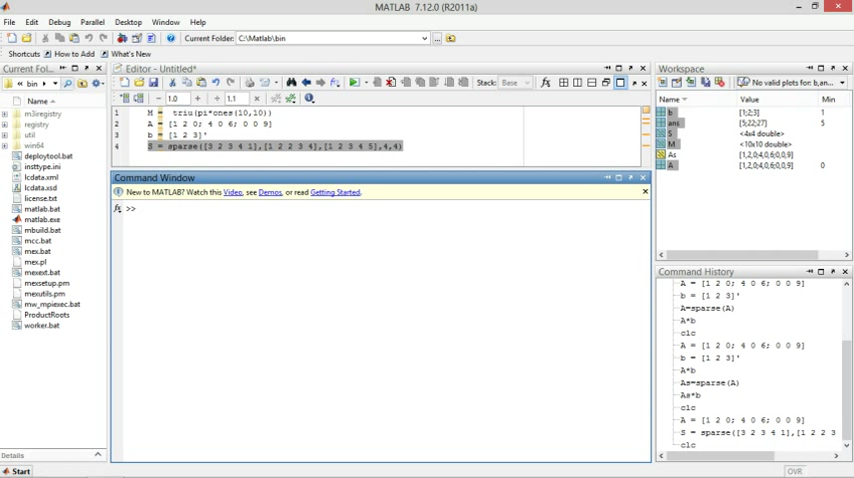 MATLAB 7.12.0 (R2011a)
File Edit Debug Parallel Desktop Window Help
Current Folder: C:\Matlab\bin
Shortcuts How to Add What's New
Current Fol...
« bin
Name
m3iregistry
registry
util
win64
deploytool.bat
insttype.ini
lcdata.xml
lcdata.xsd
license.txt
matlab.bat
matlab.exe
mbuild.bat
mcc.bat
mex.bat
mex.pl
mexext.bat
mexsetup.pm
mexutils.pm
mw_mpiexec.bat
ProductRoots
worker.bat
Details
Start
Editor - Untitled*
Stack: Base
1.0 1.1
1 M = triu(pi*ones(10,10))
2 A = [1 2 0; 4 0 6; 0 0 9]
3 b = [1 2 3]'
4 S = sparse([3 2 3 4 1],[1 2 2 3 4],[1 2 3 4 5],4,4)
Command Window
New to MATLAB? Watch this Video, see Demos, or read Getting Started.
fx >>
Workspace
No valid plots for: b,an...
Name Value Min
b [1;2;3] 1
ans [5;22;27] 5
S <4x4 double>
M <10x10 double>
As [1,2,0;4,0,6;0,0,9]
A [1,2,0;4,0,6;0,0,9] 0
Command History
A = [1 2 0; 4 0 6; 0 0 9]
b = [1 2 3]'
A=sparse(A)
A*b
clc
A = [1 2 0; 4 0 6; 0 0 9]
b = [1 2 3]'
A*b
As=sparse(A)
As*b
clc
A = [1 2 0; 4 0 6; 0 0 9]
S = sparse([3 2 3 4 1],[1 2 2 3
clc
OVR